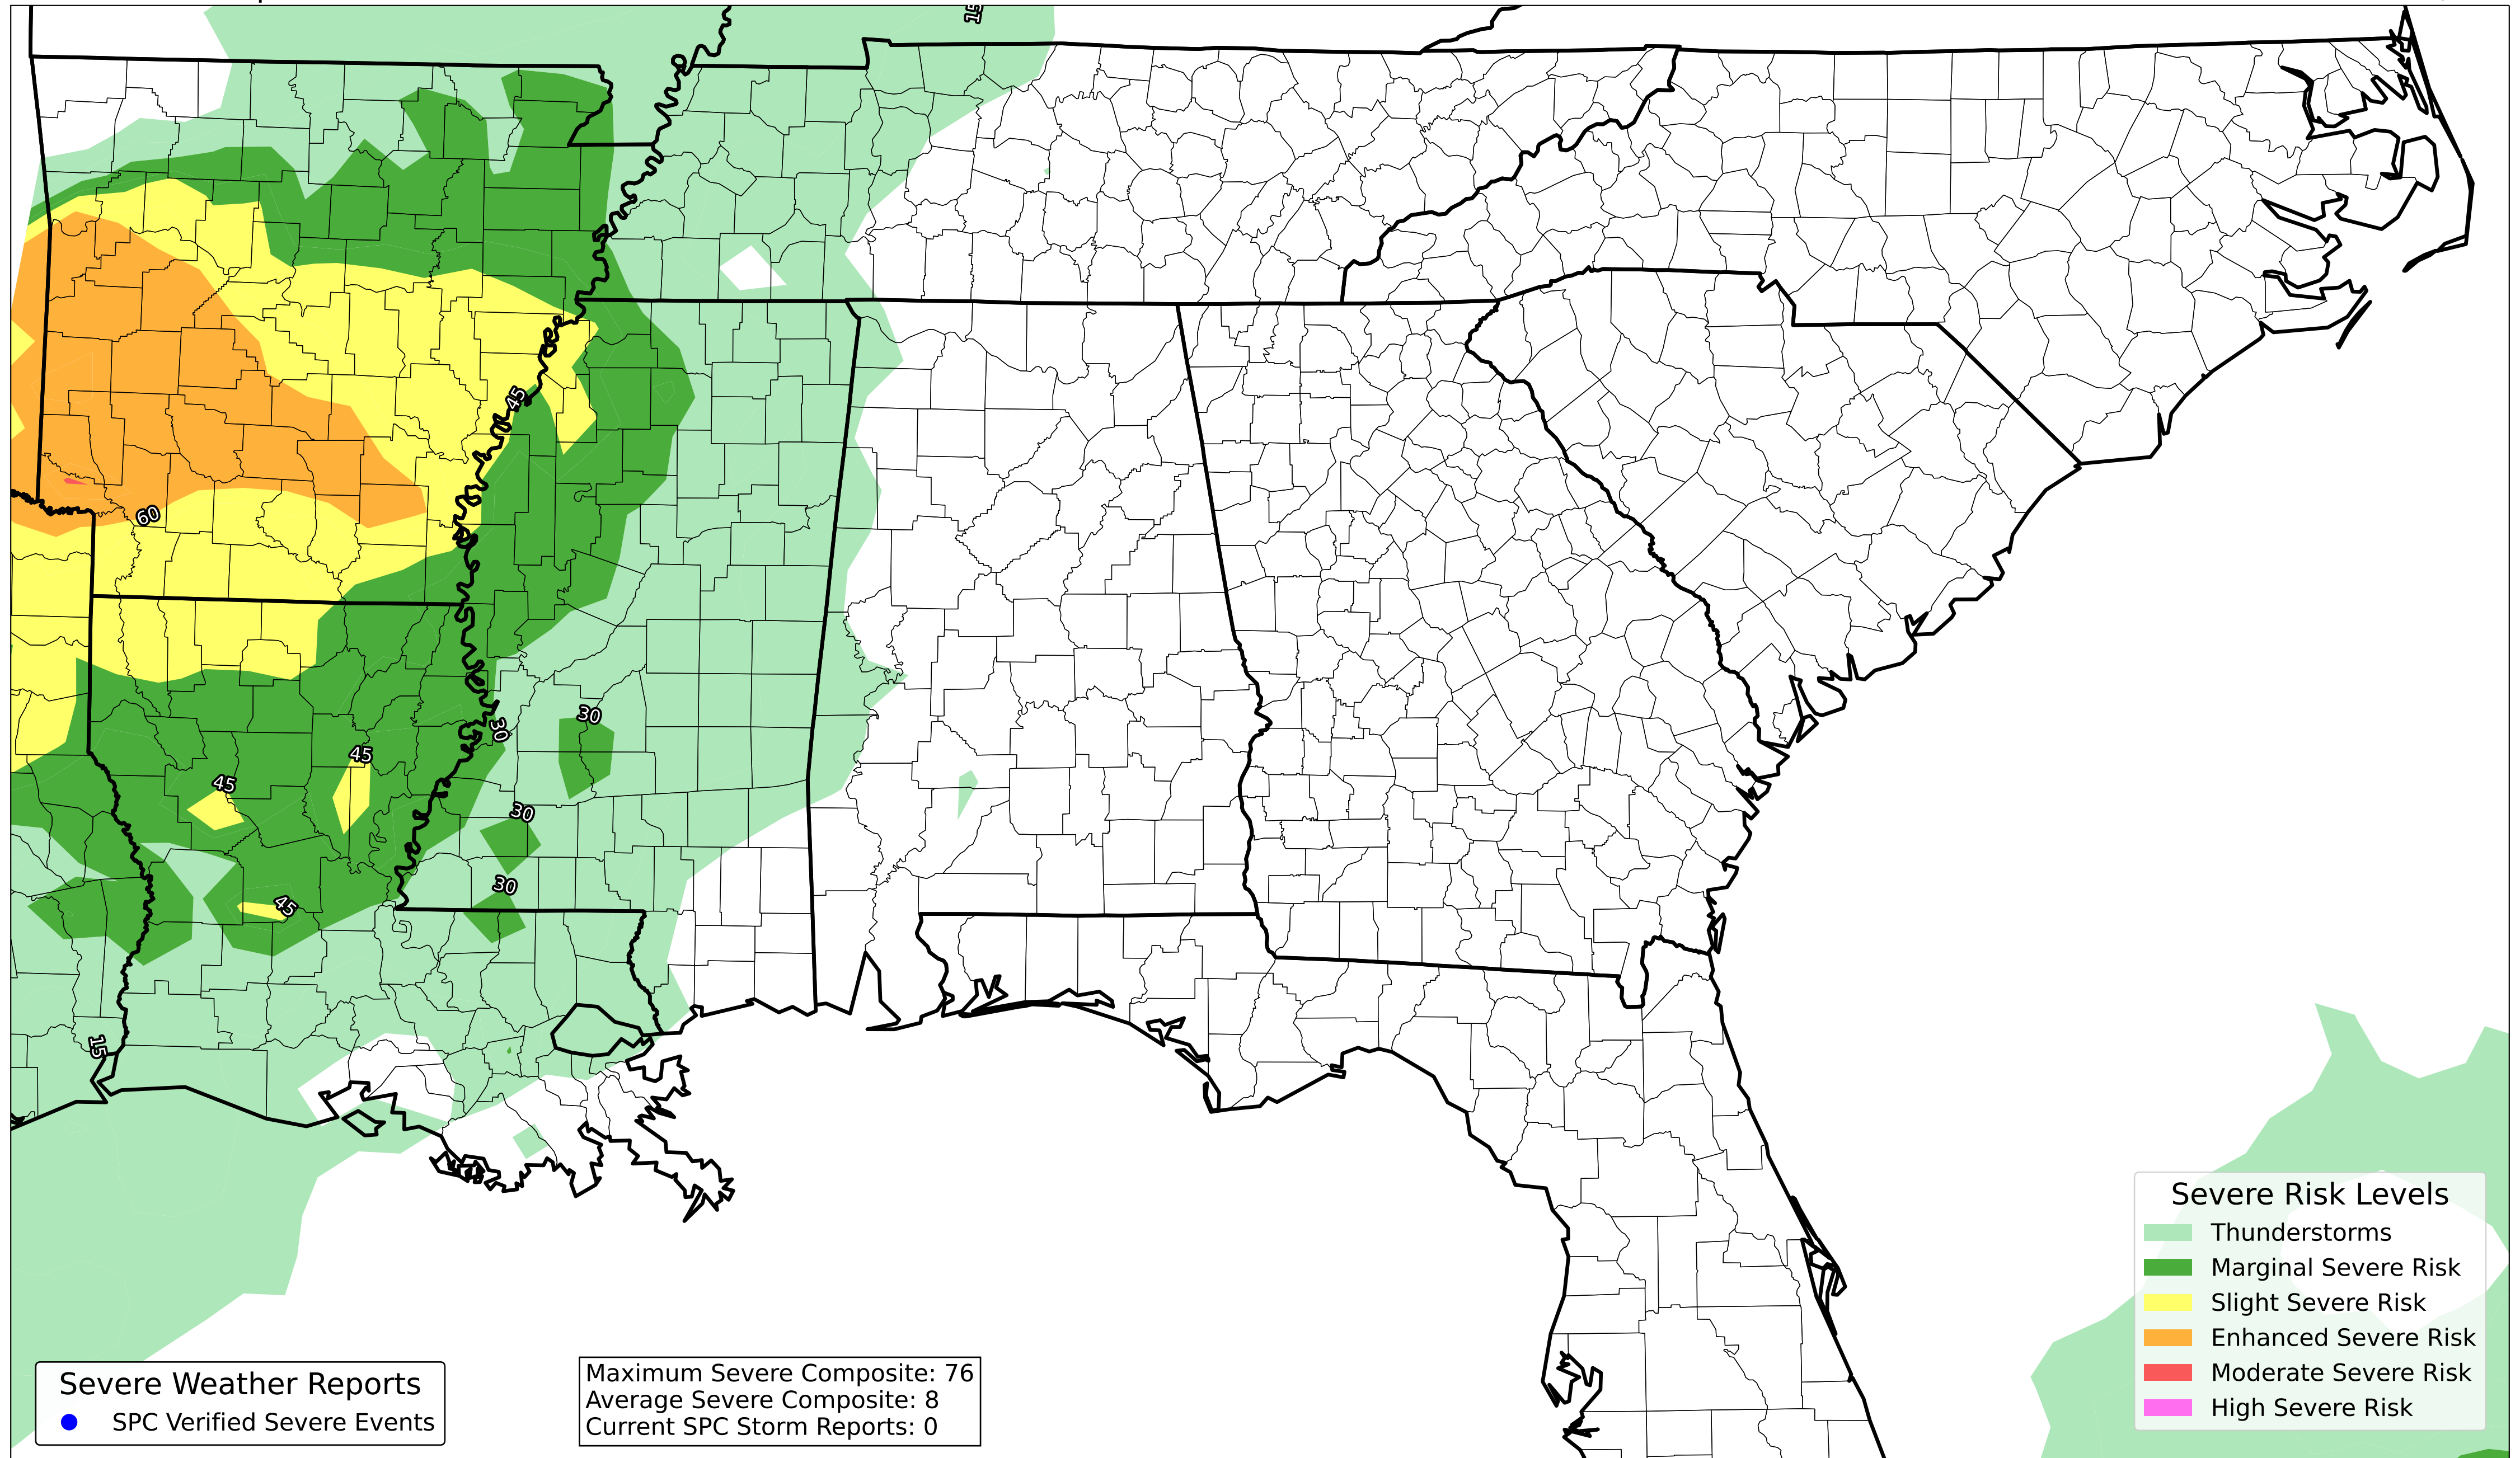 15
45
60
30
30
45
45
30
30
45
15
Severe Risk Levels
Thunderstorms
Marginal Severe Risk
Slight Severe Risk
Enhanced Severe Risk
Moderate Severe Risk
High Severe Risk
Severe Weather Reports
SPC Verified Severe Events
Maximum Severe Composite: 76
Average Severe Composite: 8
Current SPC Storm Reports: 0